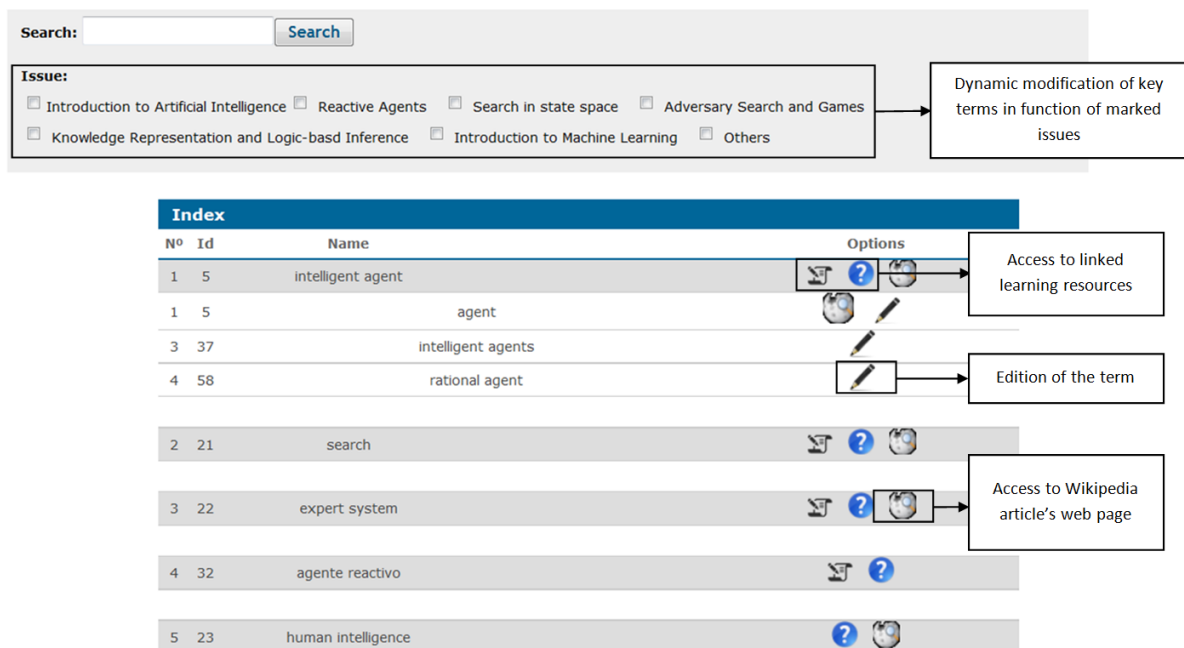 Search: Search
Issue:
Introduction to Artificial Intelligence Reactive Agents Search in state space Adversary Search and Games
Knowledge Representation and Logic-basd Inference Introduction to Machine Learning Others
Dynamic modification of key
terms in function of marked
issues
Index
Nº Id Name Options
1 5 intelligent agent ?
Access to linked
learning resources
1 5 agent
3 37 intelligent agents
4 58 rational agent
Edition of the term
2 21 search ?
3 22 expert system ?
Access to Wikipedia
article's web page
4 32 agente reactivo ?
5 23 human intelligence ?